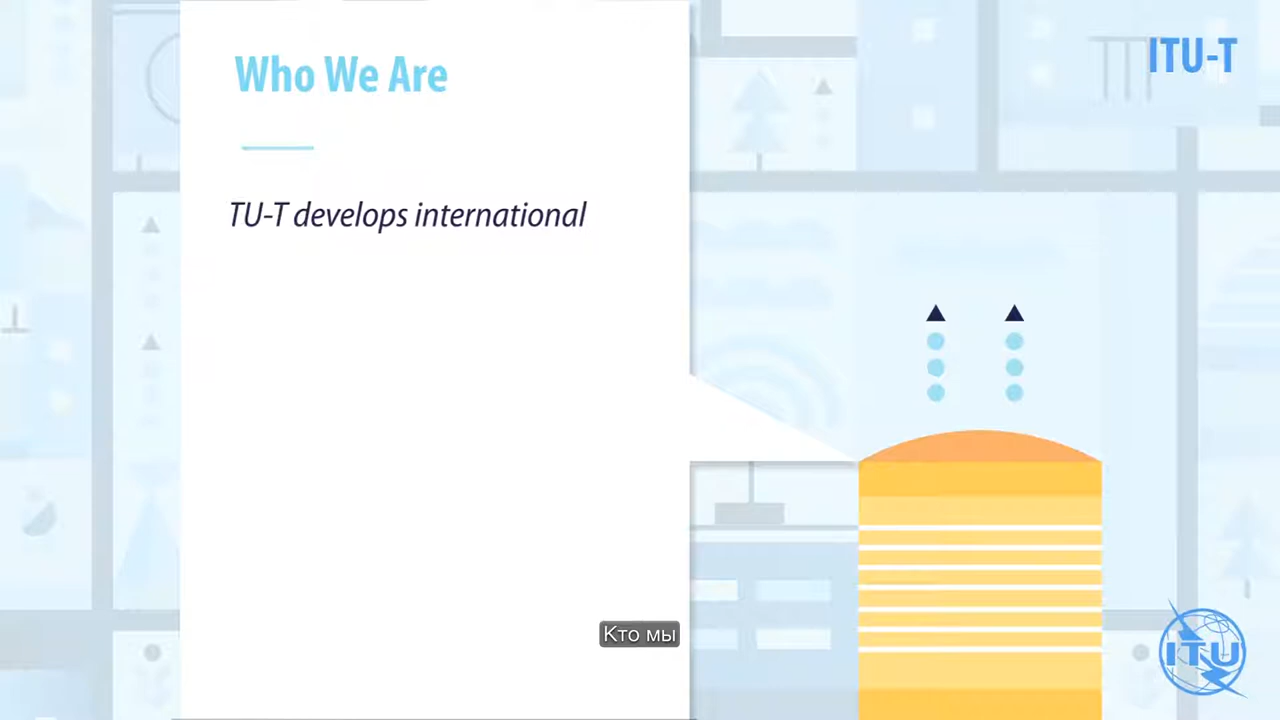 Who We Are
ITU-T
TU-T develops international
Кто мы
ITU